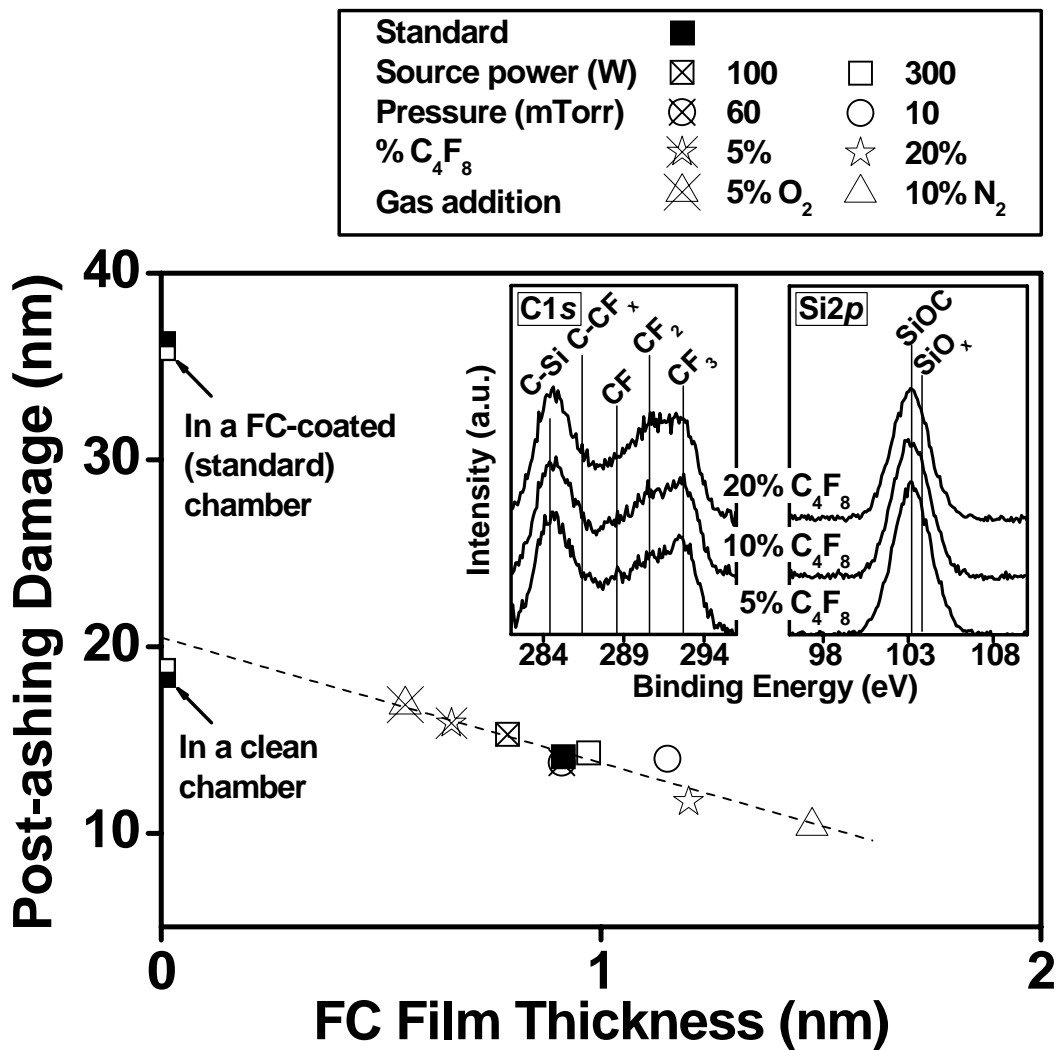 Standard
Source power (W) 100 300
Pressure (mTorr) 60 10
% C₄F₈ 5% 20%
Gas addition 5% O₂ 10% N₂
Post-ashing Damage (nm)
40
30
20
10
0
1
2
FC Film Thickness (nm)
In a FC-coated
(standard)
chamber
In a clean
chamber
C1s
C-Si
C-CFₓ
CF
CF₂
CF₃
Intensity (a.u.)
284
289
294
Si2p
SiOC
SiOₓ
20% C₄F₈
10% C₄F₈
5% C₄F₈
98
103
108
Binding Energy (eV)